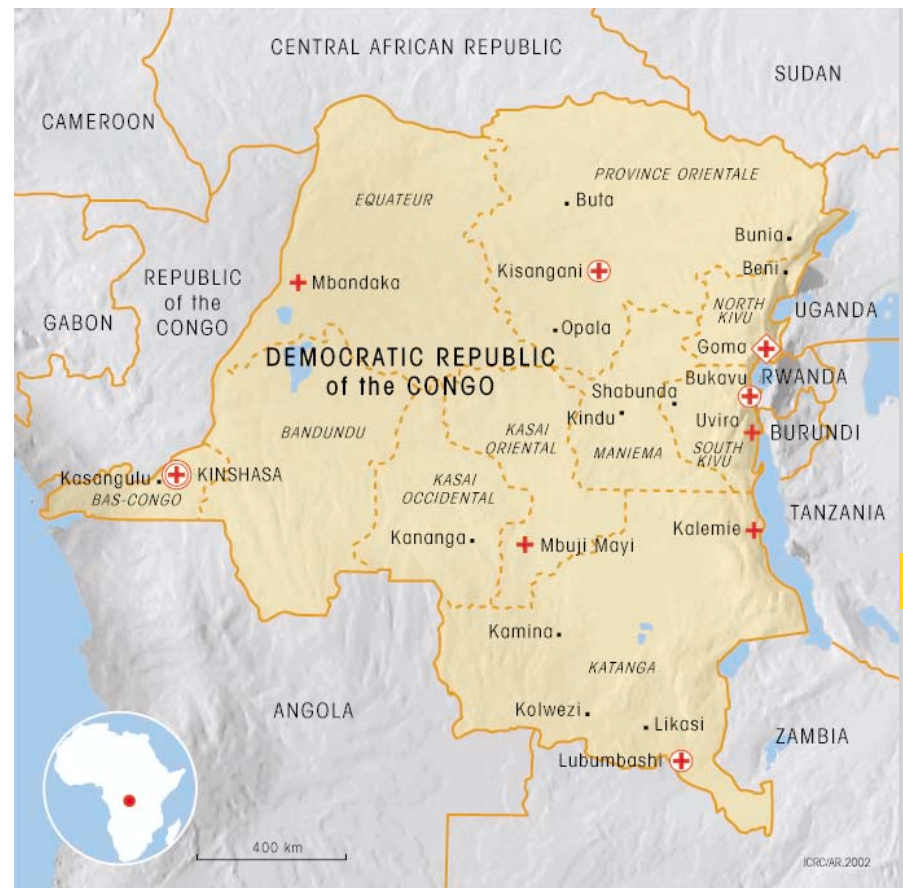 CENTRAL AFRICAN REPUBLIC
SUDAN
CAMEROON
PROVINCE ORIENTALE
EQUATEUR
Buta
Bunia
Beni
Kisangani
REPUBLIC
of the
CONGO
Mbandaka
NORTH
KIVU
UGANDA
GABON
Opala
Goma
DEMOCRATIC REPUBLIC
of the CONGO
Bukavu
RWANDA
Shabunda
Kindu
Uvira
BURUNDI
BANDUNDU
KASAI
ORIENTAL
MANIEMA
SOUTH
KIVU
Kasangulu
KINSHASA
BAS-CONGO
KASAI
OCCIDENTAL
TANZANIA
Kananga
Mbuji Mayi
Kalemie
Kamina
KATANGA
ANGOLA
Kolwezi
Likasi
ZAMBIA
Lubumbashi
400 km
ICRC/AR.2002